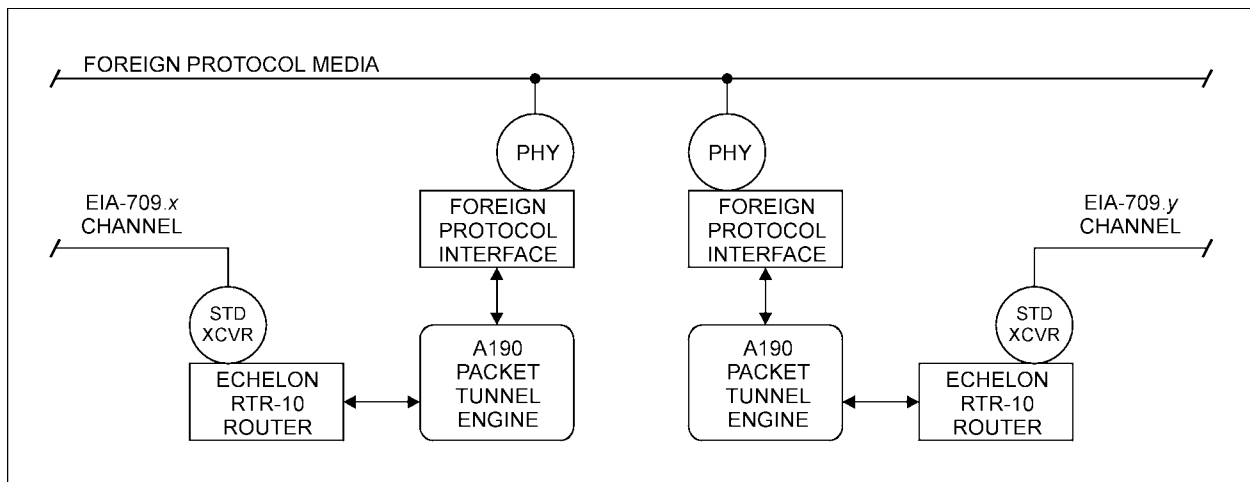 FOREIGN PROTOCOL MEDIA
PHY
PHY
EIA-709.x
CHANNEL
FOREIGN
PROTOCOL
INTERFACE
FOREIGN
PROTOCOL
INTERFACE
EIA-709.y
CHANNEL
STD
XCVR
STD
XCVR
ECHELON
RTR-10
ROUTER
A190
PACKET
TUNNEL
ENGINE
A190
PACKET
TUNNEL
ENGINE
ECHELON
RTR-10
ROUTER